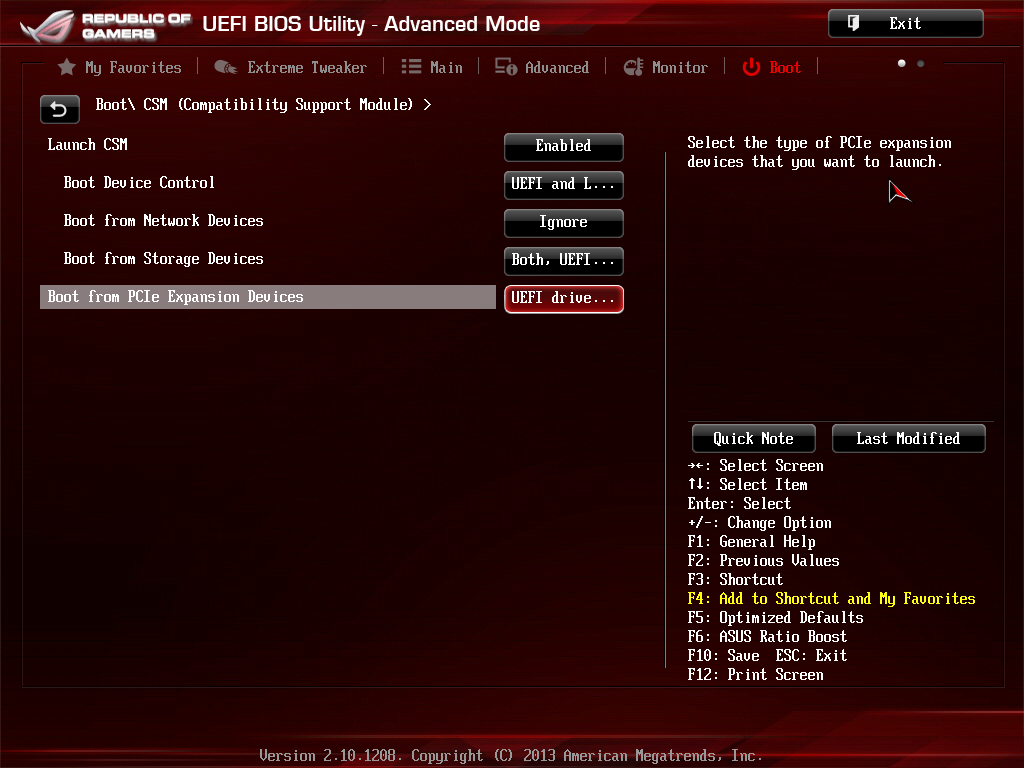 REPUBLIC OF
GAMERS
UEFI BIOS Utility - Advanced Mode
Exit
My Favorites
Extreme Tweaker
Main
Advanced
Monitor
Boot
Boot\ CSM (Compatibility Support Module) >
Launch CSM
Enabled
Boot Device Control
UEFI and L...
Boot from Network Devices
Ignore
Boot from Storage Devices
Both, UEFI...
Boot from PCIe Expansion Devices
UEFI drive...
Select the type of PCIe expansion
devices that you want to launch.
Quick Note
Last Modified
→←: Select Screen
↑↓: Select Item
Enter: Select
+/-: Change Option
F1: General Help
F2: Previous Values
F3: Shortcut
F4: Add to Shortcut and My Favorites
F5: Optimized Defaults
F6: ASUS Ratio Boost
F10: Save  ESC: Exit
F12: Print Screen
Version 2.10.1208. Copyright (C) 2013 American Megatrends, Inc.